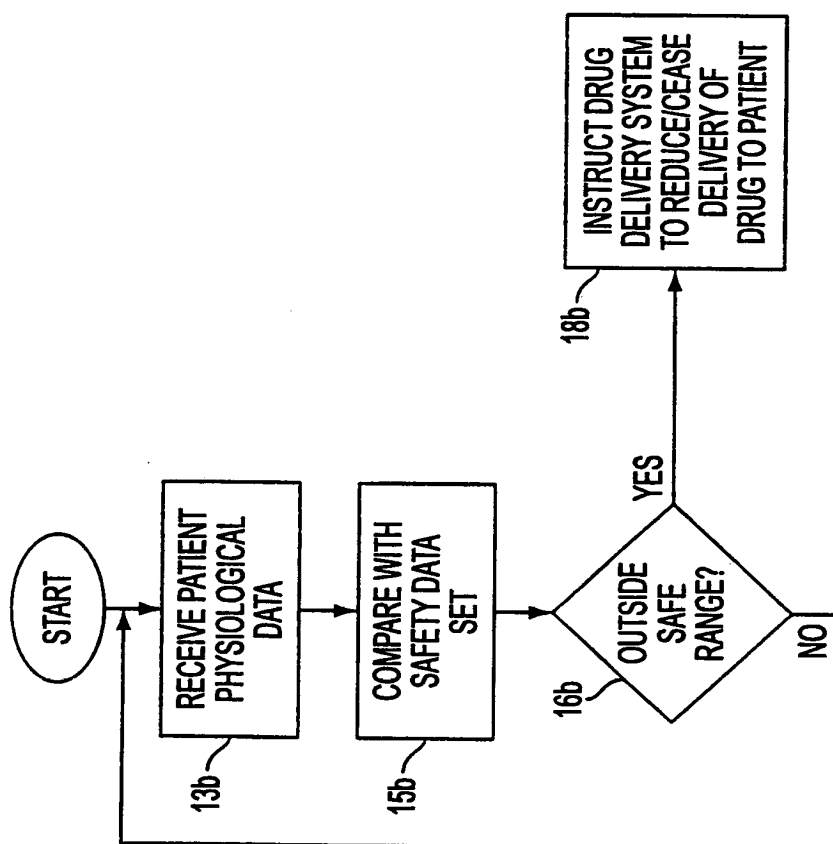 START
RECEIVE PATIENT
PHYSIOLOGICAL
DATA
13b
COMPARE WITH
SAFETY DATA
SET
15b
OUTSIDE
SAFE
RANGE?
16b
YES
NO
INSTRUCT DRUG
DELIVERY SYSTEM
TO REDUCE/CEASE
DELIVERY OF
DRUG TO PATIENT
18b